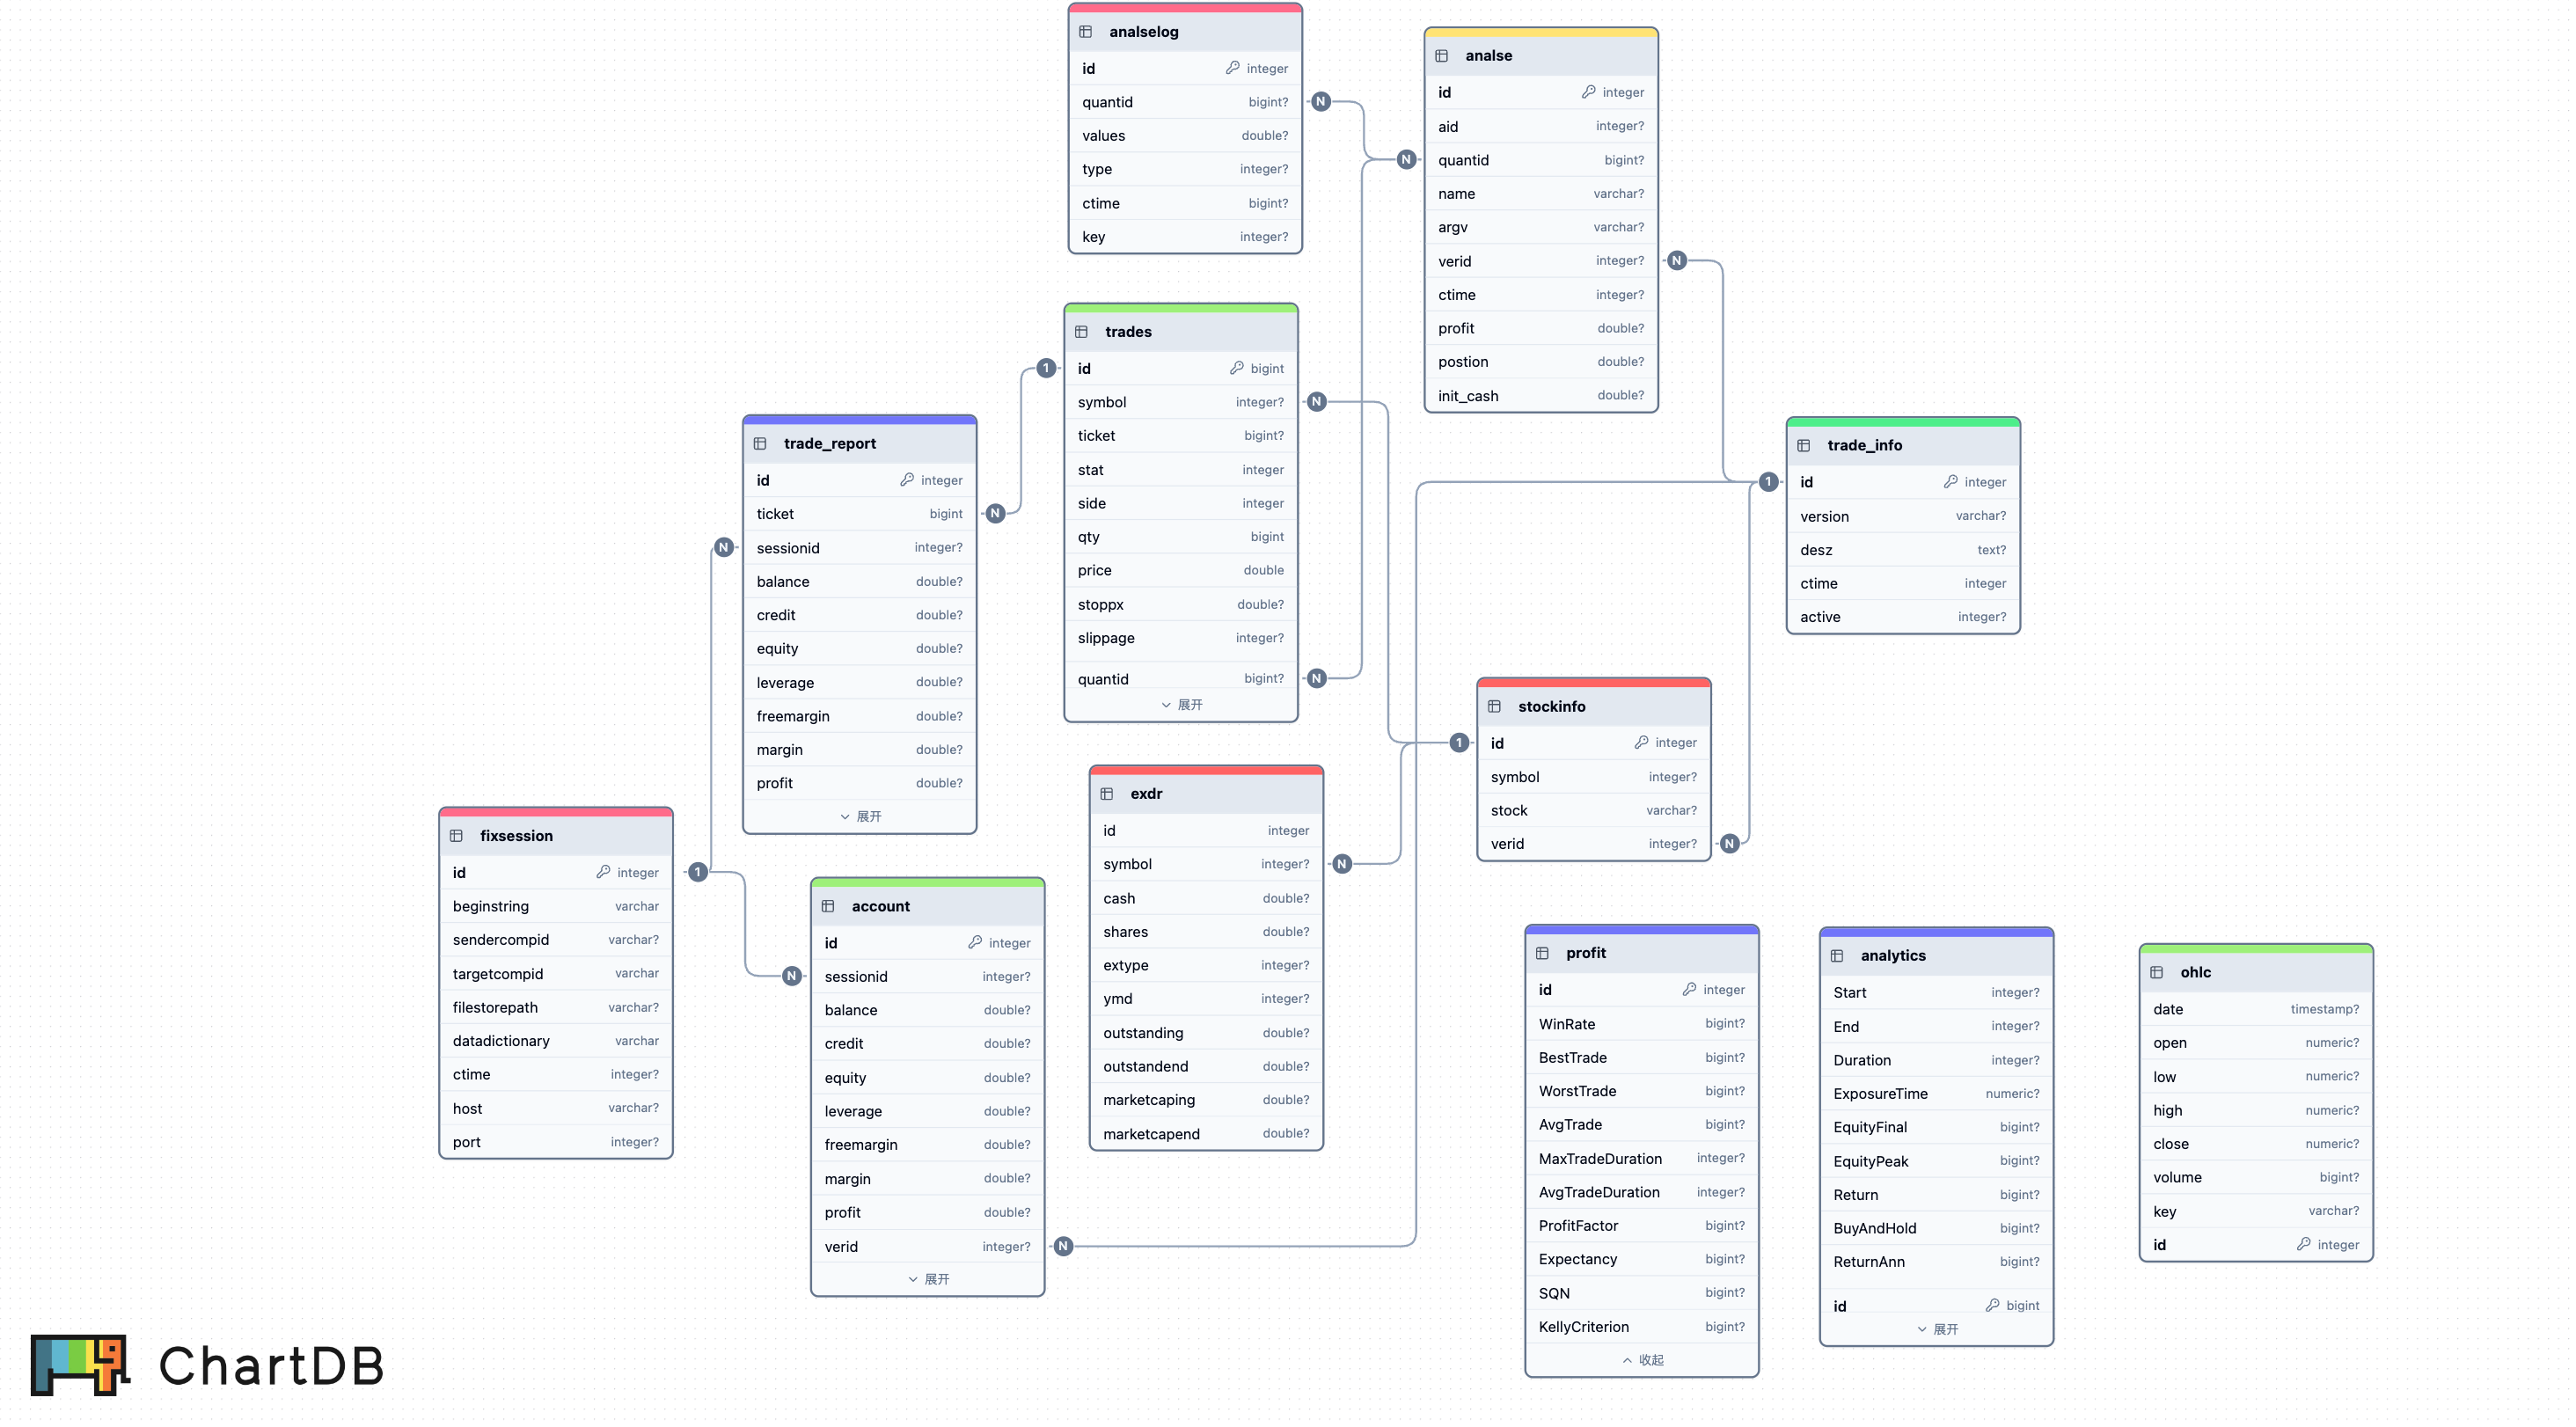 analselog
id integer
quantid bigint?
values double?
type integer?
ctime bigint?
key integer?
analse
id integer
aid integer?
quantid bigint?
name varchar?
argv varchar?
verid integer?
ctime integer?
profit double?
postion double?
init_cash double?
trades
id bigint
symbol integer?
ticket bigint?
stat integer
side integer
qty bigint
price double
stoppx double?
slippage integer?
quantid bigint?
展开
trade_report
id integer
ticket bigint
sessionid integer?
balance double?
credit double?
equity double?
leverage double?
freemargin double?
margin double?
profit double?
展开
trade_info
id integer
version varchar?
desz text?
ctime integer
active integer?
stockinfo
id integer
symbol integer?
stock varchar?
verid integer?
exdr
id integer
symbol integer?
cash double?
shares double?
extype integer?
ymd integer?
outstanding double?
outstandend double?
marketcaping double?
marketcapend double?
fixsession
id integer
beginstring varchar
sendercompid varchar?
targetcompid varchar
filestorepath varchar?
datadictionary varchar
ctime integer?
host varchar?
port integer?
account
id integer
sessionid integer?
balance double?
credit double?
equity double?
leverage double?
freemargin double?
margin double?
profit double?
verid integer?
展开
profit
id integer
WinRate bigint?
BestTrade bigint?
WorstTrade bigint?
AvgTrade bigint?
MaxTradeDuration integer?
AvgTradeDuration integer?
ProfitFactor bigint?
Expectancy bigint?
SQN bigint?
KellyCriterion bigint?
收起
analytics
Start integer?
End integer?
Duration integer?
ExposureTime numeric?
EquityFinal bigint?
EquityPeak bigint?
Return bigint?
BuyAndHold bigint?
ReturnAnn bigint?
id bigint
展开
ohlc
date timestamp?
open numeric?
low numeric?
high numeric?
close numeric?
volume bigint?
key varchar?
id integer
N
N
N
1
N
N
N
1
N
1
N
N
1
N
N
ChartDB